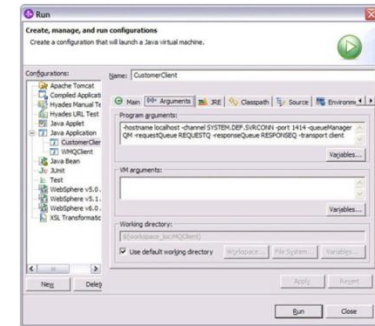 Run
Create, manage, and run configurations
Create a configuration that will launch a Java virtual machine.
Configurations:
Apache Tomcat
Compiled Applicati
Hyades Manual Te
Hyades URL Test
Java Applet
Java Application
CustomerClier
WMQClient
Java Bean
JUnit
Test
WebSphere v5.0
WebSphere v5.1
WebSphere v6.0
XSL Transformatic
New
Delet
Name: CustomerClient
Main
(x)= Arguments
JRE
Classpath
Source
Environm
Program arguments:
-hostname localhost -channel SYSTEM.DEF.SVRCONN -port 1414 -queueManager
QM -requestQueue REQUESTQ -responseQueue RESPONSEQ -transport client
Variables...
VM arguments:
Variables...
Working directory:
Use default working directory
Workspace...
File System...
Variables...
Apply
Revert
Run
Close